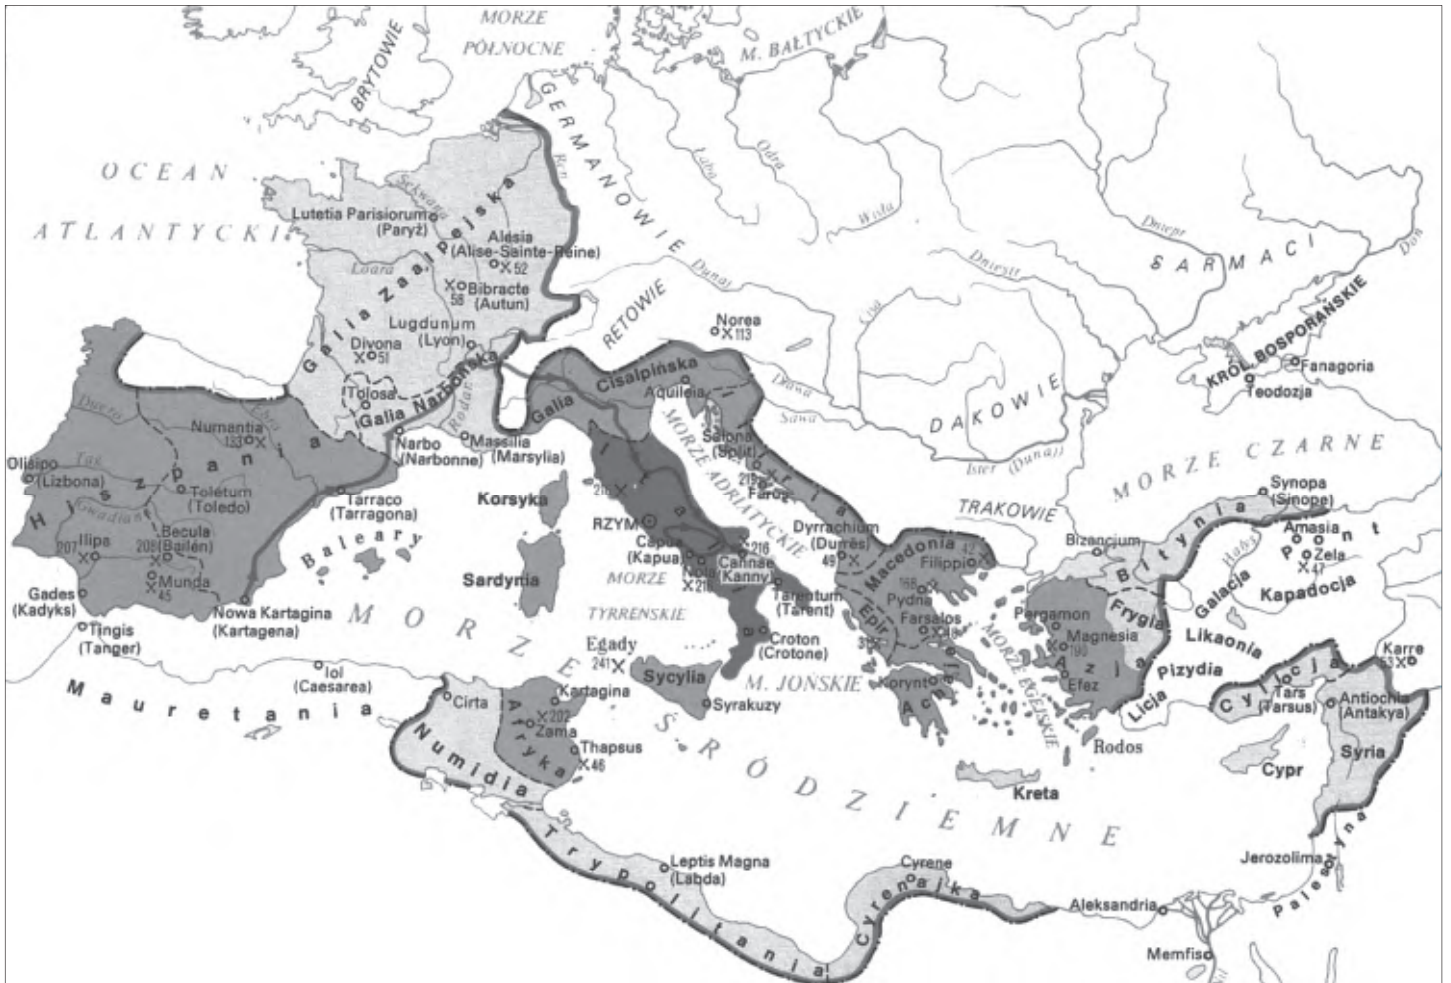 MORZE
PÓŁNOCNE
M. BAŁTYCKIE
BRYTOWIE
GERMANOWIE
OCEAN
ATLANTYCKI
Ren
Łaba
Odra
Wisła
Dniepr
Don
Dniestr
SARMACI
Sekwana
Lutetia Parisiorum
(Paryż)
Galia Zaalpejska
Alesia
(Alise-Sainte-Reine)
52
Loara
58
Bibracte
(Autun)
Lugdunum
(Lyon)
Divona
51
Tolosa
Galia Narbońska
Rodan
Narbo
(Narbonne)
Massilia
(Marsylia)
RETOWIE
Dunaj
Norea
113
Cisa
Drawa
Sawa
DAKOWIE
Ister (Dunaj)
KRÓL. BOSPORAŃSKIE
Fanagoria
Teodozja
MORZE CZARNE
Galia
Cisalpińska
Aquileia
Italia
Iliria
Salona
(Split)
219
Faros
MORZE ADRIATYCKIE
Duero
Numantia
133
Ebro
Hiszpania
Olisipo
(Lizbona)
Tag
Toletum
(Toledo)
Gwadiana
Becula
(Bailén)
208
Ilipa
207
Munda
45
Gades
(Kadyks)
Tingis
(Tanger)
Nowa Kartagina
(Kartagena)
Tarraco
(Tarragona)
Baleary
Korsyka
Sardynia
RZYM
Capua
(Kapua)
Nola
216
Cannae
(Kanny)
Tarentum
(Tarent)
Croton
(Crotone)
MORZE
TYRREŃSKIE
Egady
241
Sycylia
Syrakuzy
M. JOŃSKIE
Dyrrachium
(Durrës)
49
Macedonia
42
Filippi
168
Pydna
Epir
Farsalos
48
31
Korynt
Achaja
MORZE EGEJSKIE
TRAKOWIE
Bizancjum
Bitynia
Synopa
(Sinope)
Amasia
Pont
Zela
47
Halys
Galacja
Kapadocja
Frygia
Pergamon
Magnesia
190
Azja
Efez
Likaonia
Pizydia
Licja
Cylicja
Tars
(Tarsus)
Karre
53
Antiochia
(Antakya)
Syria
Cypr
Rodos
Kreta
MORZE ŚRÓDZIEMNE
Iol
(Caesarea)
Mauretania
Cirta
Numidia
Kartagina
Afryka
202
Zama
Thapsus
46
Trypolitania
Leptis Magna
(Labda)
Cyrene
Cyrenajka
Aleksandria
Memfis
Jerozolima
Palestyna